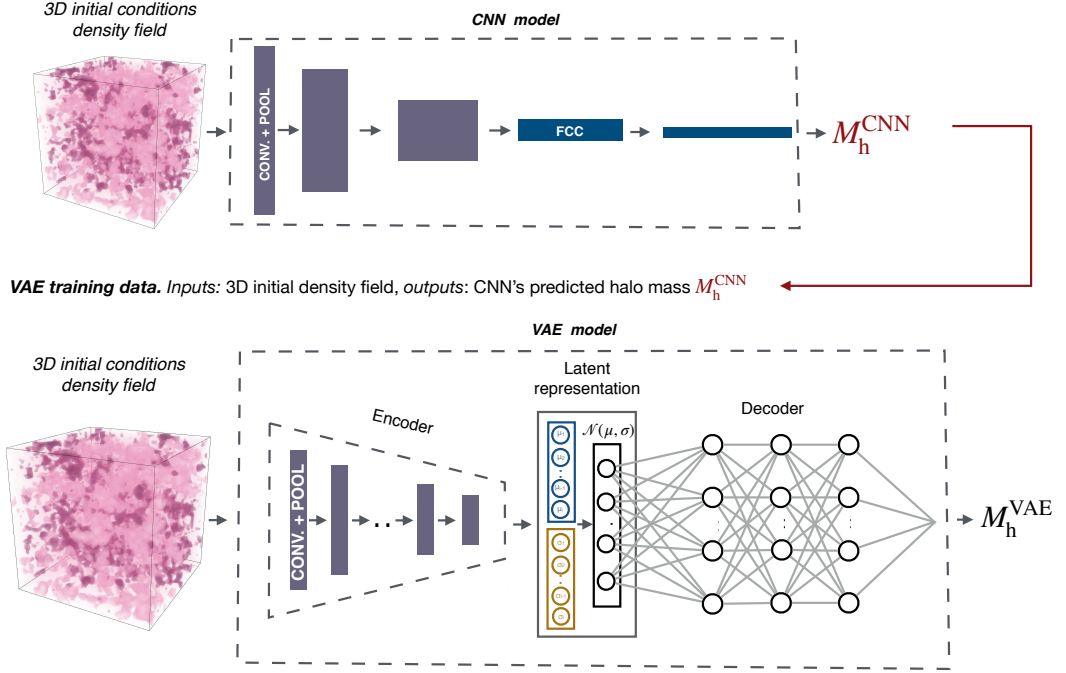 3D initial conditions
density field
CNN model
CONV. + POOL
FCC
M_h^CNN
VAE training data. Inputs: 3D initial density field, outputs: CNN's predicted halo mass M_h^CNN
VAE model
3D initial conditions
density field
Encoder
CONV. + POOL
..
Latent
representation
𝒩(μ, σ)
Decoder
M_h^VAE